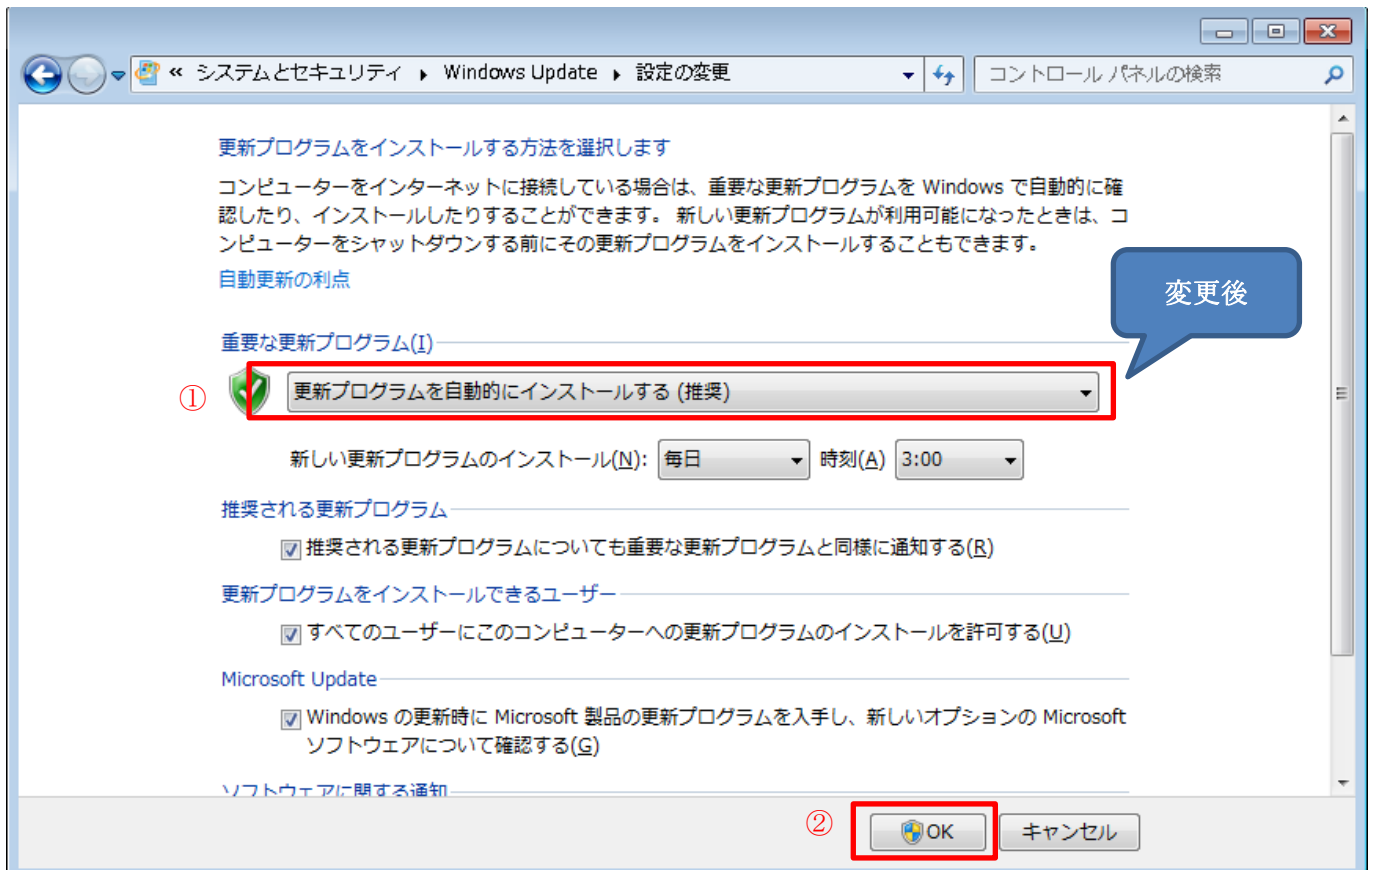 « システムとセキュリティ ▸ Windows Update ▸ 設定の変更
コントロール パネルの検索
更新プログラムをインストールする方法を選択します
コンピューターをインターネットに接続している場合は、重要な更新プログラムを Windows で自動的に確
認したり、インストールしたりすることができます。 新しい更新プログラムが利用可能になったときは、コ
ンピューターをシャットダウンする前にその更新プログラムをインストールすることもできます。
自動更新の利点
変更後
重要な更新プログラム(I)
①
更新プログラムを自動的にインストールする (推奨)
新しい更新プログラムのインストール(N): 毎日 時刻(A) 3:00
推奨される更新プログラム
推奨される更新プログラムについても重要な更新プログラムと同様に通知する(R)
更新プログラムをインストールできるユーザー
すべてのユーザーにこのコンピューターへの更新プログラムのインストールを許可する(U)
Microsoft Update
Windows の更新時に Microsoft 製品の更新プログラムを入手し、新しいオプションの Microsoft
ソフトウェアについて確認する(G)
ソフトウェアに関する通知
② OK キャンセル